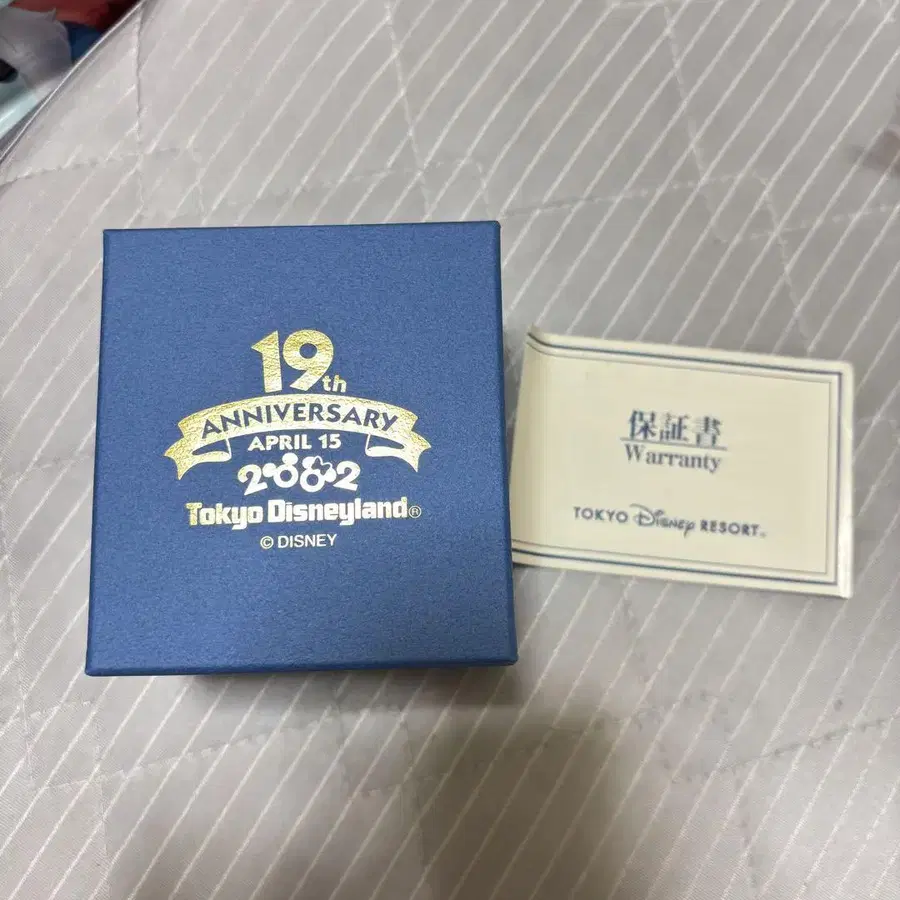 19th
ANNIVERSARY
APRIL 15
2002
Tokyo Disneyland®
© DISNEY
保証書
Warranty
TOKYO Disney RESORT